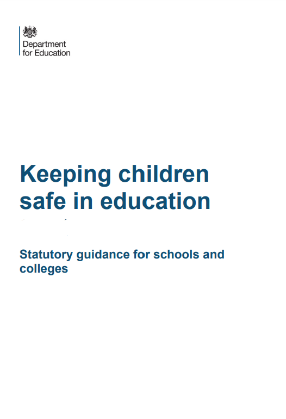 Department
for Education
Keeping children
safe in education
Statutory guidance for schools and
colleges